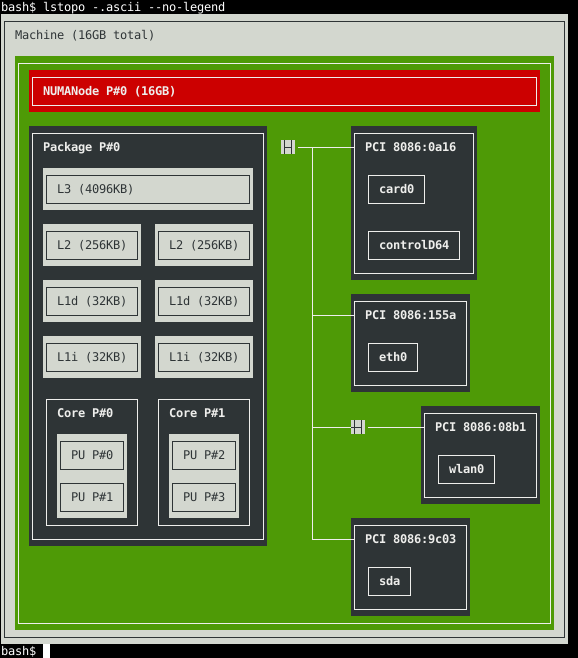 bash$ lstopo -.ascii --no-legend
Machine (16GB total)
NUMANode P#0 (16GB)
Package P#0
L3 (4096KB)
L2 (256KB) L2 (256KB)
L1d (32KB) L1d (32KB)
L1i (32KB) L1i (32KB)
Core P#0 Core P#1
PU P#0 PU P#2
PU P#1 PU P#3
PCI 8086:0a16
card0
controlD64
PCI 8086:155a
eth0
PCI 8086:08b1
wlan0
PCI 8086:9c03
sda
bash$